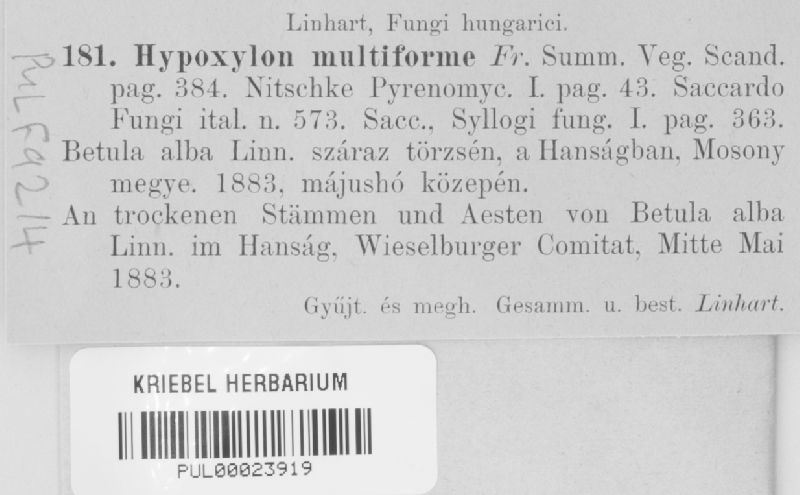 Linhart, Fungi hungarici.
181. Hypoxylon multiforme Fr. Summ. Veg. Scand.
pag. 384. Nitschke Pyrenomyc. I. pag. 43. Saccardo
Fungi ital. n. 573. Sacc., Syllogi fung. I. pag. 363.
Betula alba Linn. száraz törzsén, a Hanságban, Mosony
megye. 1883, májushó közepén.
An trockenen Stämmen und Aesten von Betula alba
Linn. im Hanság, Wieselburger Comitat, Mitte Mai
1883.
Gyűjt. és megh. Gesamm. u. best. Linhart.
PUL F9214
KRIEBEL HERBARIUM
PUL00023919